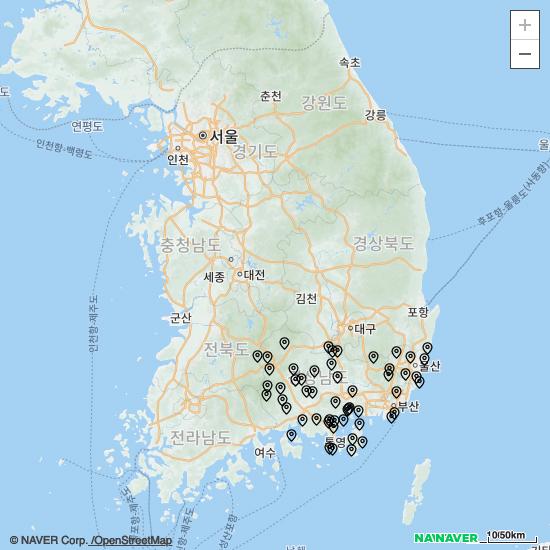 속초
춘천
강원도
강릉
도
연평도
서울
경기도
인천
인천항-백령도
울
후포항-울릉도(사동항)
충청남도
경상북도
세종
대전
김천
인천항-제주도
군산
포항
대구
전북도
울산
남도
부산
전라남도
통영
여수
© NAVER Corp. /OpenStreetMap
NAVER
10/50km